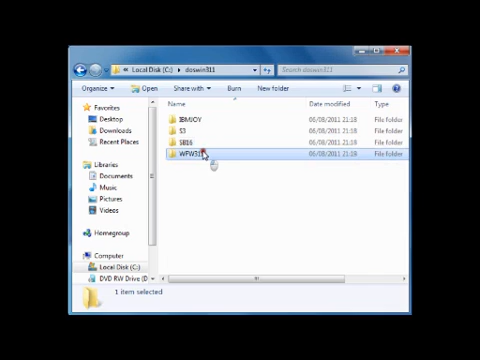 Local Disk (C:) ▸ doswin311 Search doswin311
Organize Open Share with Burn New folder
Name Date modified Type
Favorites
Desktop
Downloads
Recent Places
Libraries
Documents
Music
Pictures
Videos
Homegroup
Computer
Local Disk (C:)
DVD RW Drive (D
IBMJOY 06/08/2011 21:18 File folder
S3 06/08/2011 21:18 File folder
SB16 06/08/2011 21:18 File folder
WFW311 06/08/2011 21:19 File folder
1 item selected